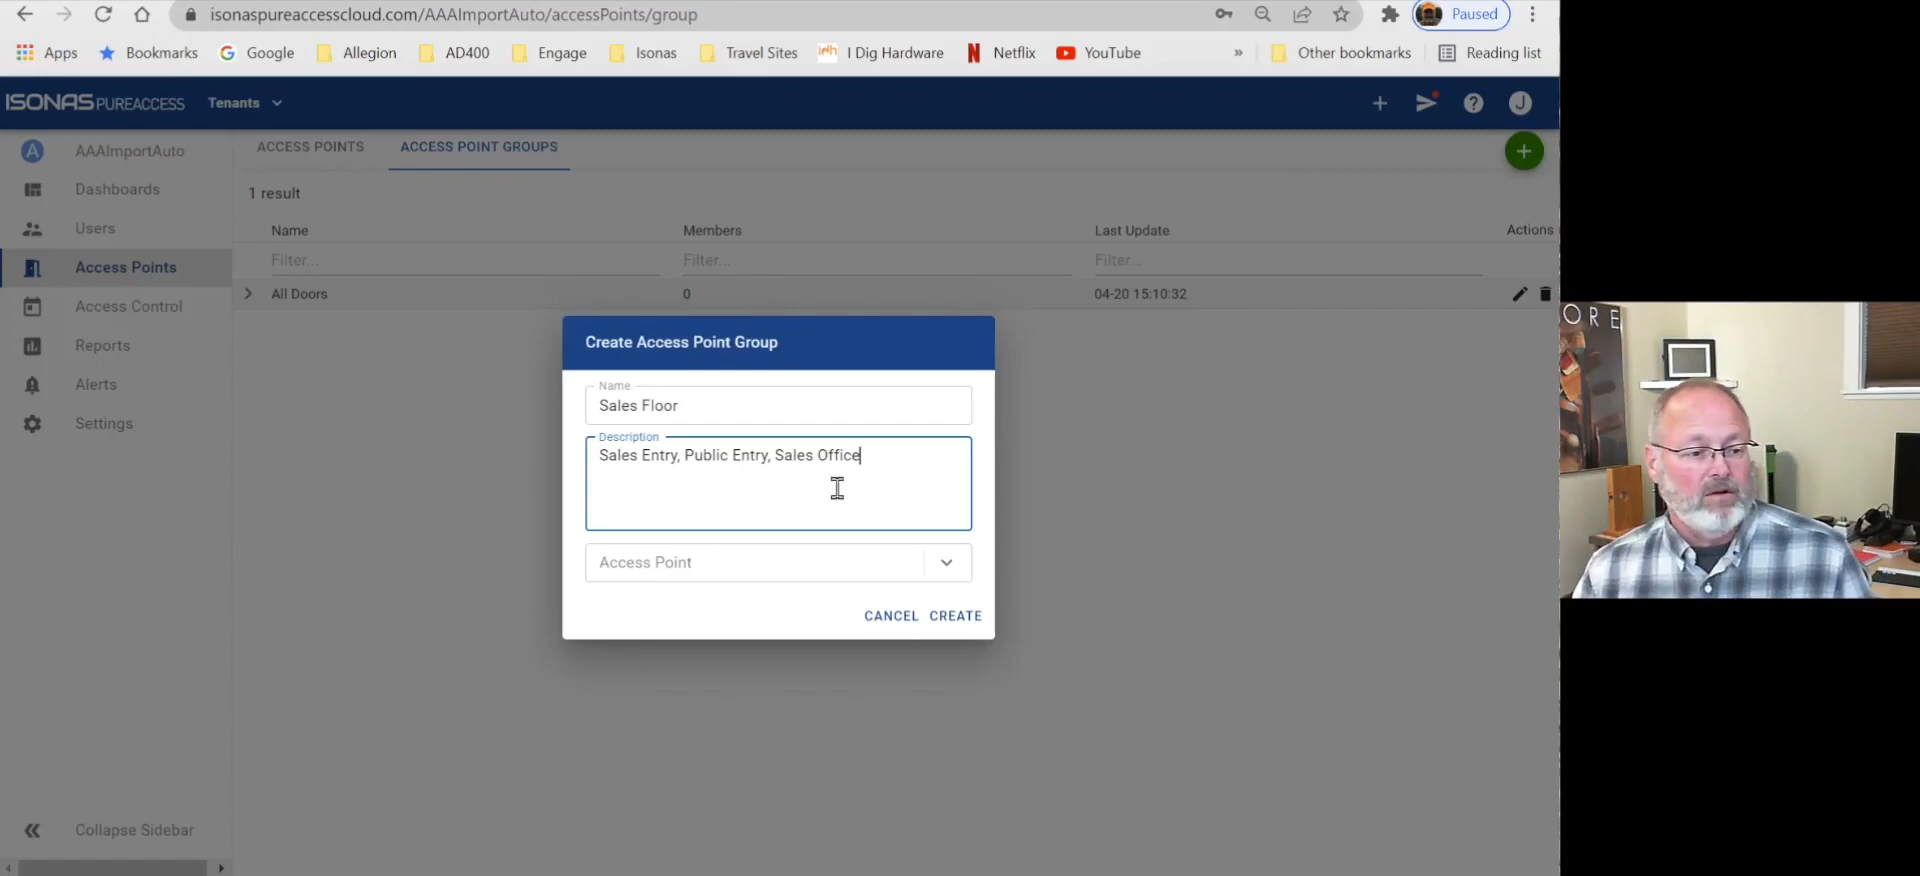 isonaspureaccesscloud.com/AAAImportAuto/accessPoints/group
Paused
Apps
Bookmarks
Google
Allegion
AD400
Engage
Isonas
Travel Sites
idh
I Dig Hardware
Netflix
YouTube
»
Other bookmarks
Reading list
ISONAS PUREACCESS
Tenants
J
A AAAImportAuto
Dashboards
Users
Access Points
Access Control
Reports
Alerts
Settings
Collapse Sidebar
ACCESS POINTS
ACCESS POINT GROUPS
1 result
Name Members Last Update Actions
Filter... Filter... Filter...
All Doors 0 04-20 15:10:32
Create Access Point Group
Name
Sales Floor
Description
Sales Entry, Public Entry, Sales Office
Access Point
CANCEL CREATE
ORE